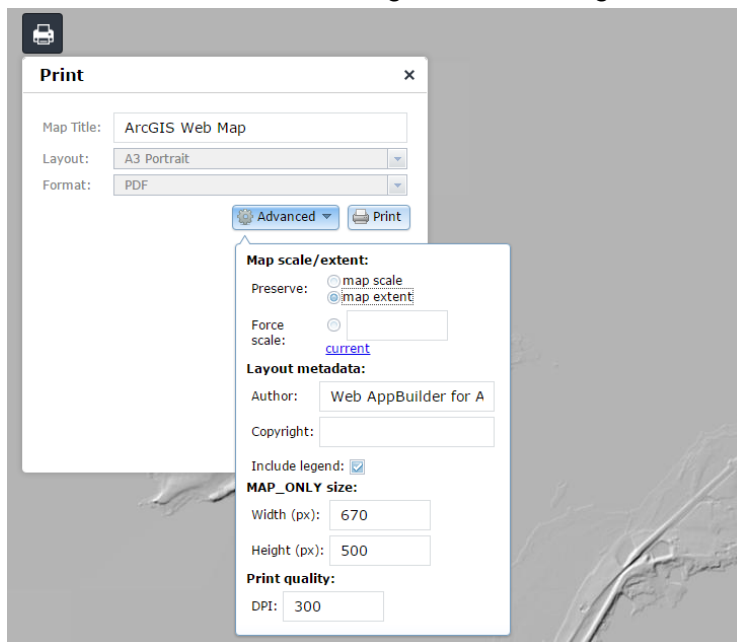 Print
Map Title: ArcGIS Web Map
Layout: A3 Portrait
Format: PDF
Advanced Print
Map scale/extent:
Preserve: map scale
map extent
Force scale:
current
Layout metadata:
Author: Web AppBuilder for A
Copyright:
Include legend:
MAP_ONLY size:
Width (px): 670
Height (px): 500
Print quality:
DPI: 300